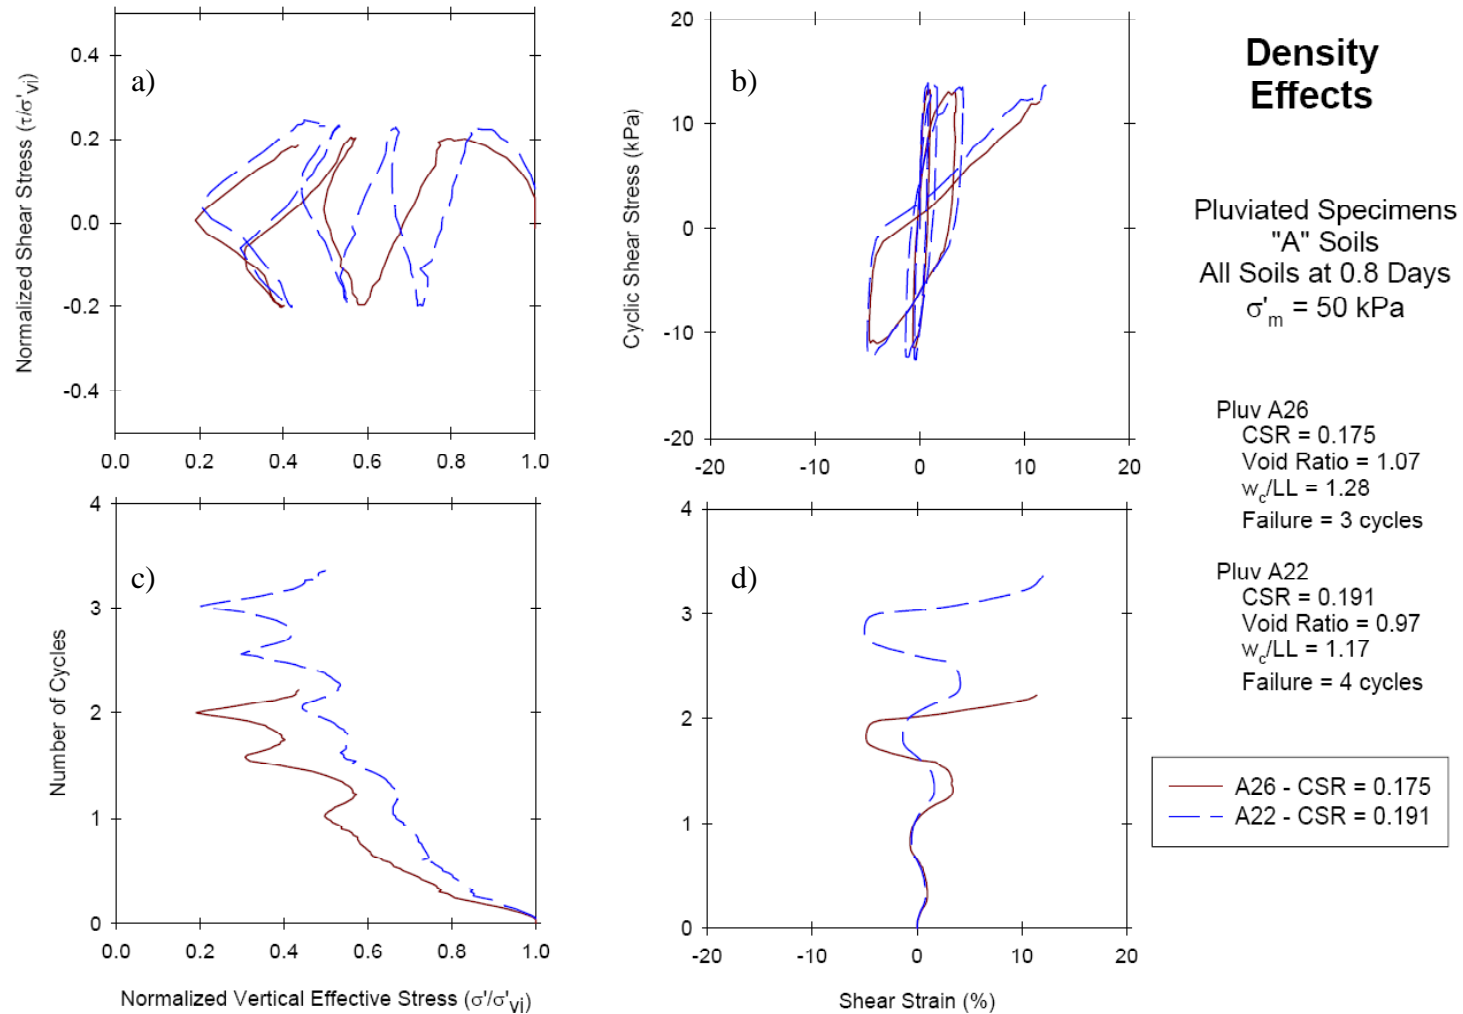 Density
Effects
Pluviated Specimens
"A" Soils
All Soils at 0.8 Days
σ'm = 50 kPa
Pluv A26
CSR = 0.175
Void Ratio = 1.07
wc/LL = 1.28
Failure = 3 cycles
Pluv A22
CSR = 0.191
Void Ratio = 0.97
wc/LL = 1.17
Failure = 4 cycles
A26 - CSR = 0.175
A22 - CSR = 0.191
a)
Normalized Shear Stress (τ/σ'vi)
0.4
0.2
0.0
-0.2
-0.4
0.0 0.2 0.4 0.6 0.8 1.0
b)
Cyclic Shear Stress (kPa)
20
10
0
-10
-20
-20 -10 0 10 20
c)
Number of Cycles
4
3
2
1
0
0.0 0.2 0.4 0.6 0.8 1.0
Normalized Vertical Effective Stress (σ'/σ'vi)
d)
4
3
2
1
0
-20 -10 0 10 20
Shear Strain (%)